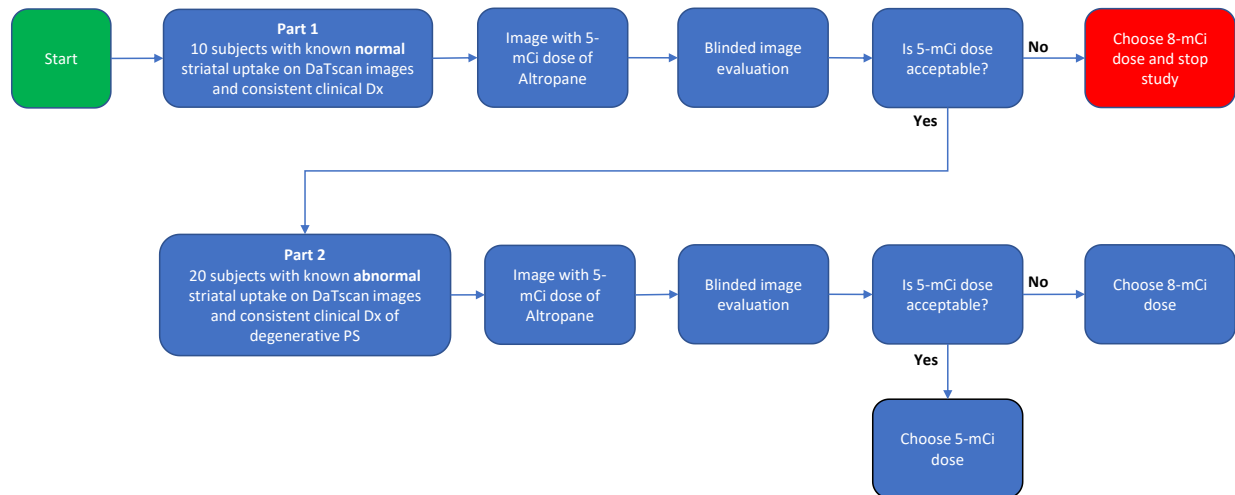 Start
Part 1
10 subjects with known normal
striatal uptake on DaTscan images
and consistent clinical Dx
Image with 5-
mCi dose of
Altropane
Blinded image
evaluation
Is 5-mCi dose
acceptable?
No
Choose 8-mCi
dose and stop
study
Yes
Part 2
20 subjects with known abnormal
striatal uptake on DaTscan images
and consistent clinical Dx of
degenerative PS
Image with 5-
mCi dose of
Altropane
Blinded image
evaluation
Is 5-mCi dose
acceptable?
No
Choose 8-mCi
dose
Yes
Choose 5-mCi
dose